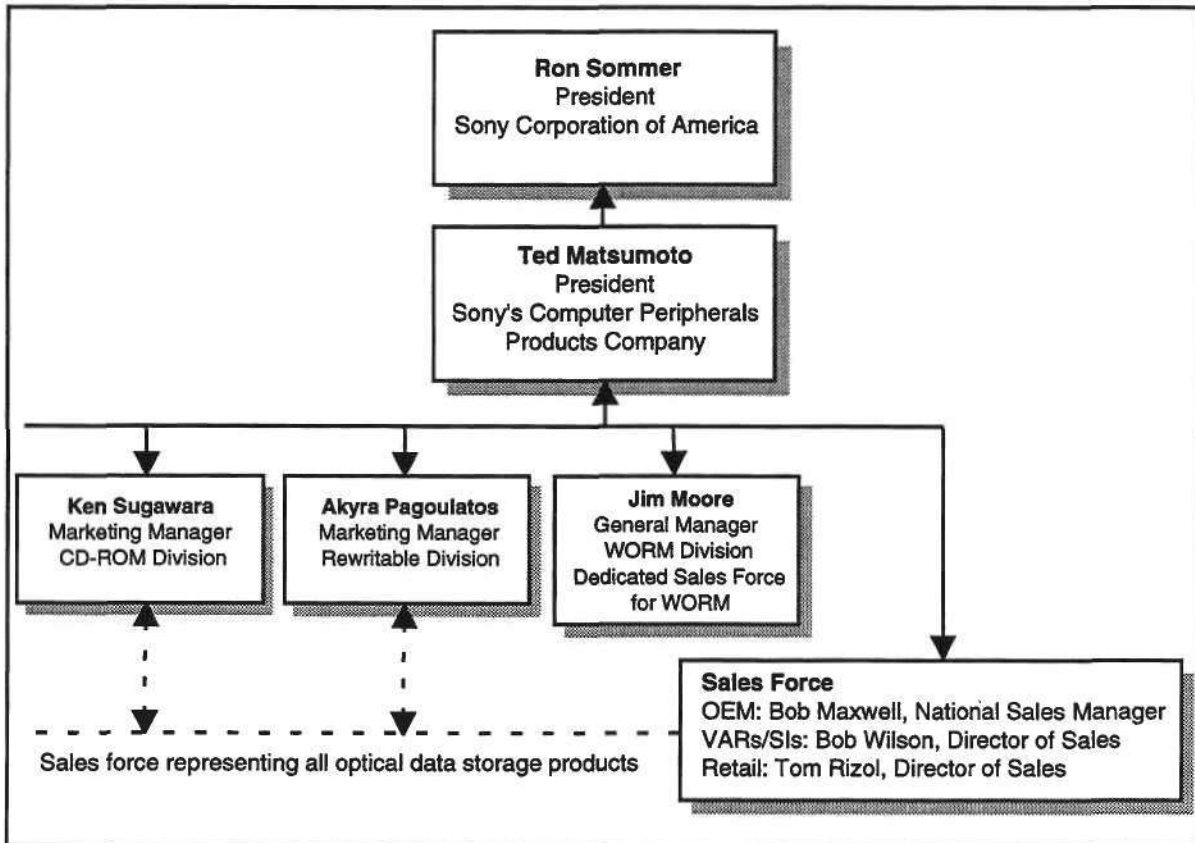 Ron Sommer
President
Sony Corporation of America
Ted Matsumoto
President
Sony's Computer Peripherals
Products Company
Ken Sugawara
Marketing Manager
CD-ROM Division
Akyra Pagoulatos
Marketing Manager
Rewritable Division
Jim Moore
General Manager
WORM Division
Dedicated Sales Force
for WORM
Sales Force
OEM: Bob Maxwell, National Sales Manager
VARs/SIs: Bob Wilson, Director of Sales
Retail: Tom Rizol, Director of Sales
Sales force representing all optical data storage products